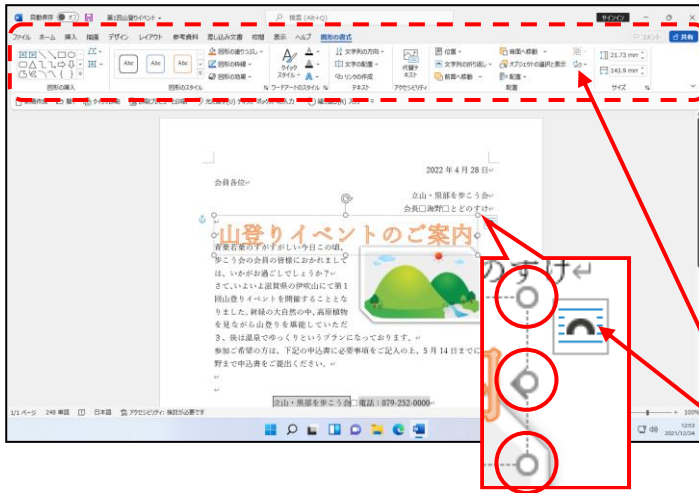 自動保存 オフ 第1回山登りイベント 検索 (Alt+Q) サインイン
ファイル ホーム 挿入 描画 デザイン レイアウト 参考資料 差し込み文書 校閲 表示 ヘルプ 図形の書式 コメント 共有
図形の塗りつぶし 文字列の方向 位置 背面へ移動 21.73 mm
Abc Abc Abc 図形の枠線 クイックスタイル 文字の配置 代替テキスト 文字列の折り返し オブジェクトの選択と表示 143.9 mm
図形の効果 リンクの作成 前面へ移動 配置
図形の挿入 図形のスタイル ワードアートのスタイル テキスト アクセシビリティ 配置 サイズ
2022 年 4 月 28 日
会員各位
立山・黒部を歩こう会
会長□海野□とどのすけ
山登りイベントのご案内
青葉若葉のすがすがしい今日この頃、
歩こう会の会員の皆様におかれまして
は、いかがお過ごしでしょうか?
さて、いよいよ滋賀県の伊吹山にて第 1
回山登りイベントを開催することとな
りました。新緑の大自然の中、高原植物
を見ながら山登りを堪能していただ
き、後は温泉でゆっくりというプランになっております。
参加ご希望の方は、下記の申込書に必要事項をご記入の上、5 月 14 日までに
野まで申込書をご提出ください。
立山・黒部を歩こう会□電話：079-252-0000
のすけ
1/1 ページ 248 単語 日本語 アクセシビリティ: 検討が必要です 100%
12:53
2021/12/24